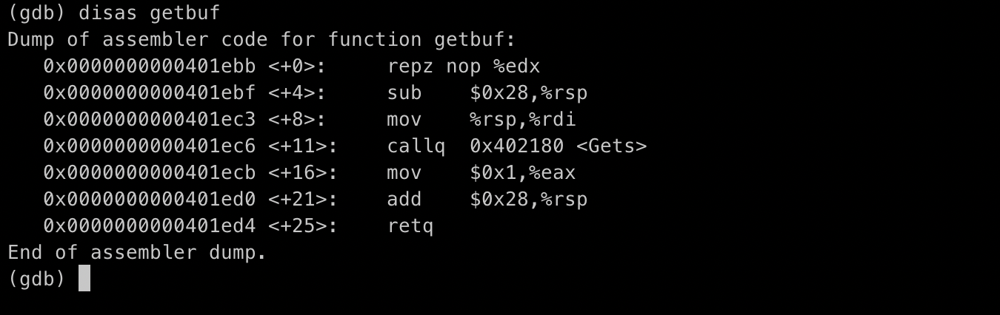 (gdb) disas getbuf
Dump of assembler code for function getbuf:
   0x0000000000401ebb <+0>:     repz nop %edx
   0x0000000000401ebf <+4>:     sub    $0x28,%rsp
   0x0000000000401ec3 <+8>:     mov    %rsp,%rdi
   0x0000000000401ec6 <+11>:    callq  0x402180 <Gets>
   0x0000000000401ecb <+16>:    mov    $0x1,%eax
   0x0000000000401ed0 <+21>:    add    $0x28,%rsp
   0x0000000000401ed4 <+25>:    retq
End of assembler dump.
(gdb)